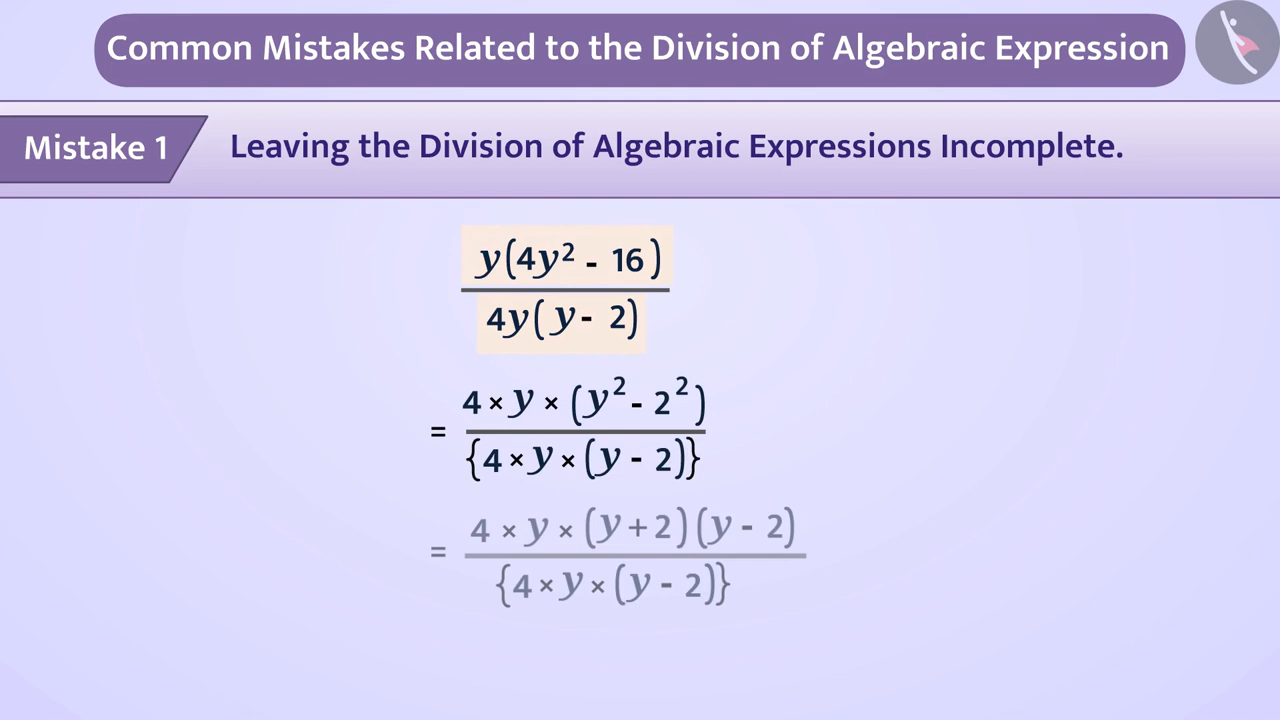 Common Mistakes Related to the Division of Algebraic Expression
Mistake 1
Leaving the Division of Algebraic Expressions Incomplete.
y(4y² - 16)
4y(y - 2)
4 × y × (y² - 2²)
=
{4 × y × (y - 2)}
4 × y × (y + 2)(y - 2)
=
{4 × y × (y - 2)}